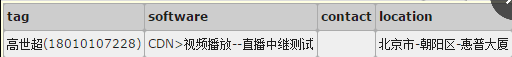 tag software contact location
高世超(18010107228) CDN>视频播放--直播中继测试 北京市-朝阳区-惠普大厦